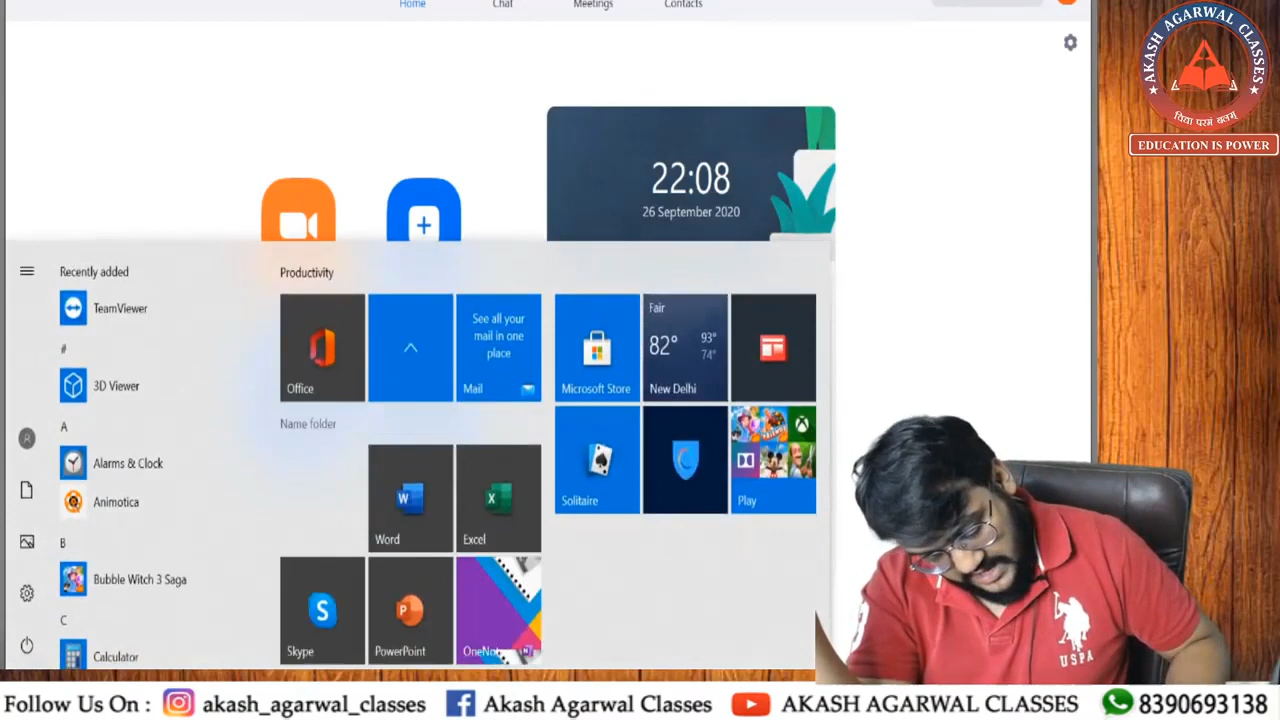 Home
Chat
Meetings
Contacts
AKASH AGARWAL CLASSES
विद्या परमं बलम्
EDUCATION IS POWER
22:08
26 September 2020
Recently added
TeamViewer
#
3D Viewer
A
Alarms & Clock
Animotica
B
Bubble Witch 3 Saga
C
Calculator
Productivity
Office
See all your
mail in one
place
Mail
Microsoft Store
Fair
82°
93°
74°
New Delhi
Name folder
Word
Excel
Solitaire
Play
Skype
PowerPoint
OneNote
USPA
Follow Us On :
akash_agarwal_classes
Akash Agarwal Classes
AKASH AGARWAL CLASSES
8390693138